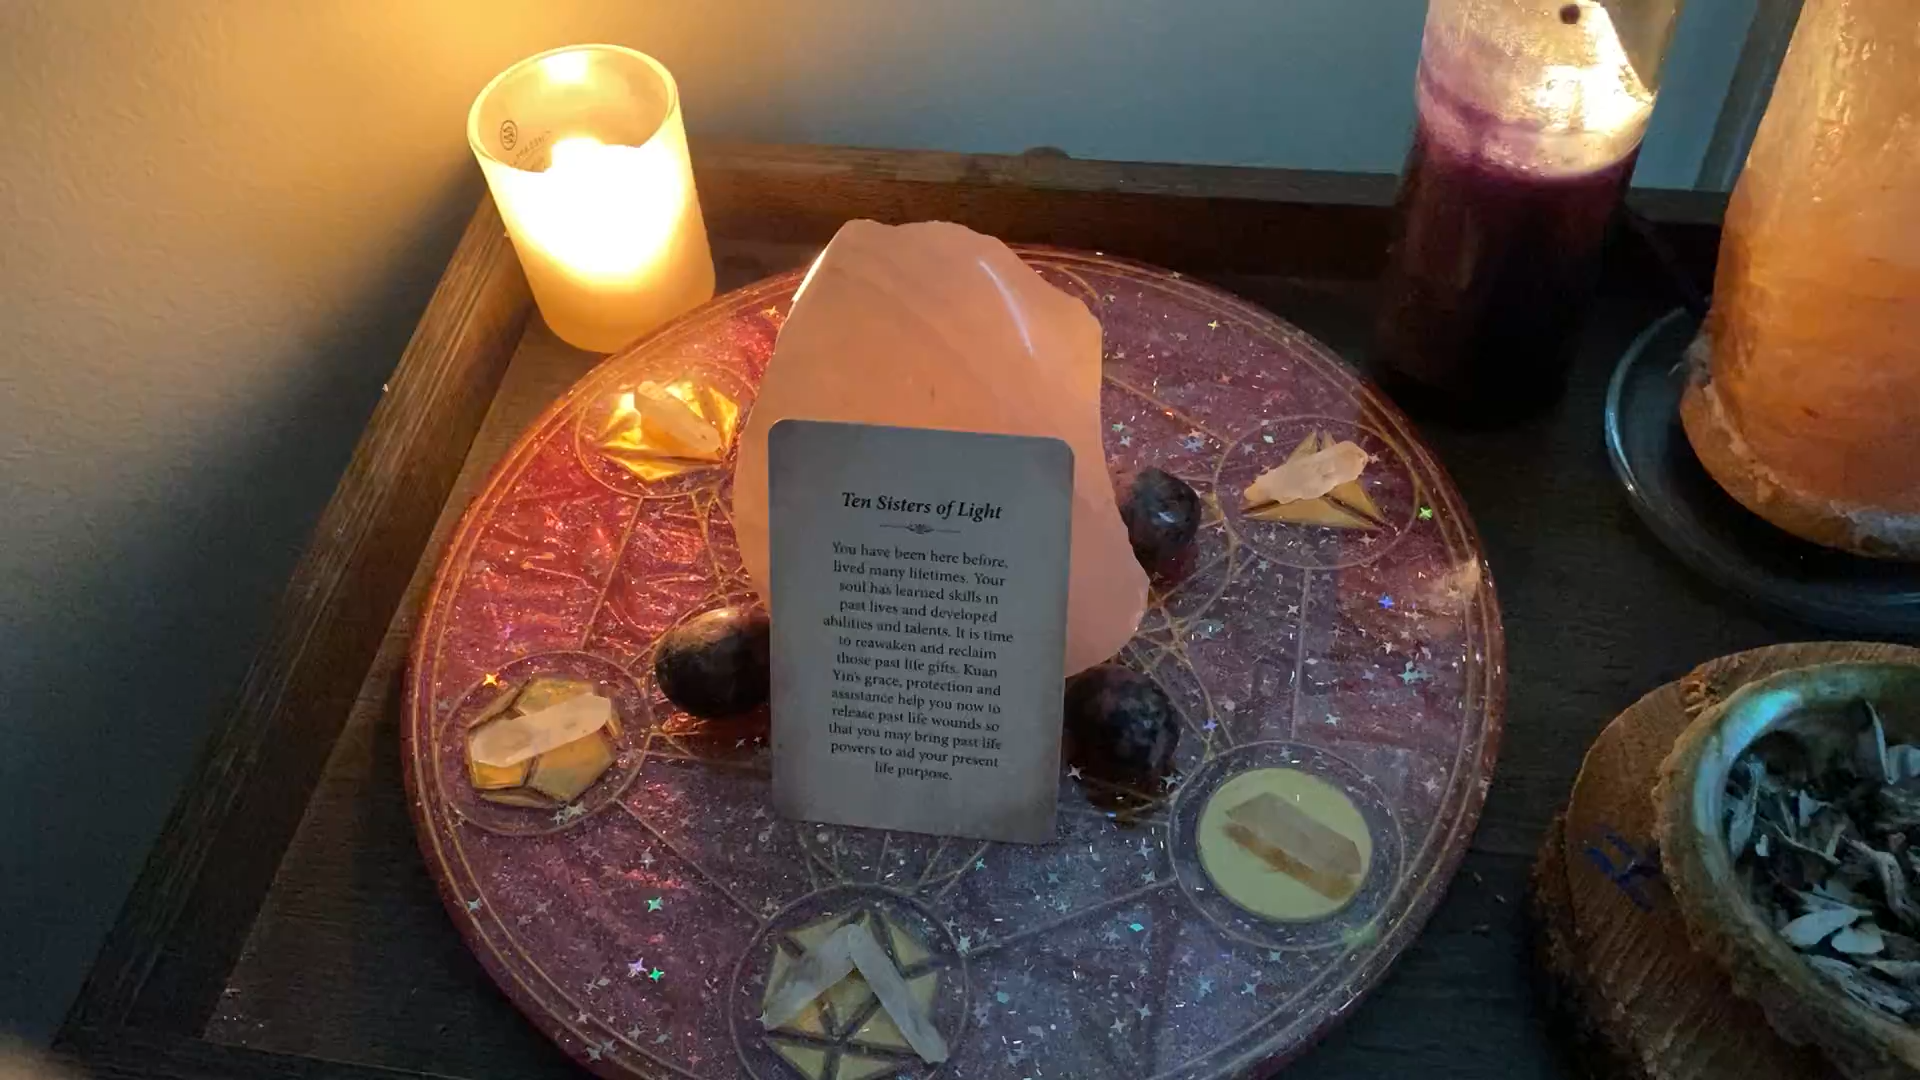 Ten Sisters of Light
You have been here before,
lived many lifetimes. Your
soul has learned skills in
past lives and developed
abilities and talents. It is time
to reawaken and reclaim
those past life gifts. Kuan
Yin's grace, protection and
assistance help you now to
release past life wounds so
that you may bring past life
powers to aid your present
life purpose.